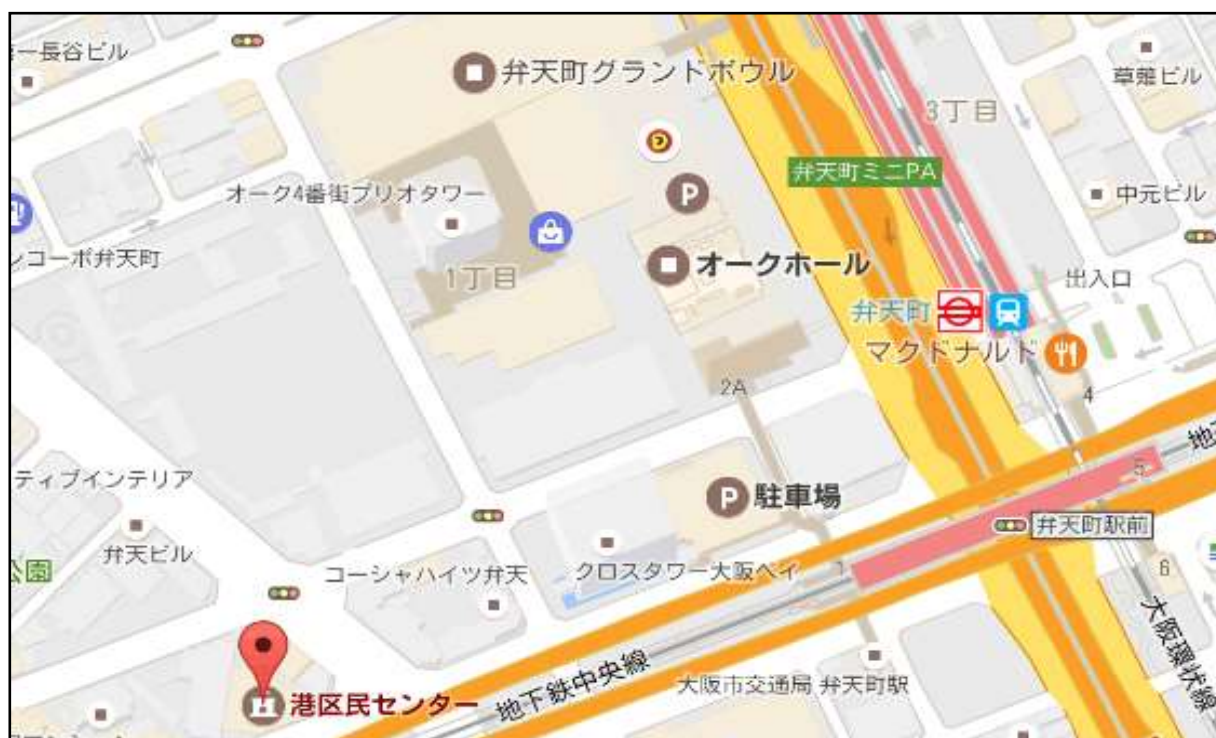 一長谷ビル
弁天町グランドボウル
草薙ビル
3丁目
弁天町ミニPA
P
オーク4番街プリオタワー
中元ビル
ンコーポ弁天町
1丁目
オークホール
出入口
弁天町
マクドナルド
2A
4
ティブインテリア
P 駐車場
地
5
弁天町駅前
弁天ビル
公園
コーシャハイツ弁天
クロスタワー大阪ベイ
1
6
大阪環状線
地下鉄中央線
大阪市交通局 弁天町駅
港区民センター